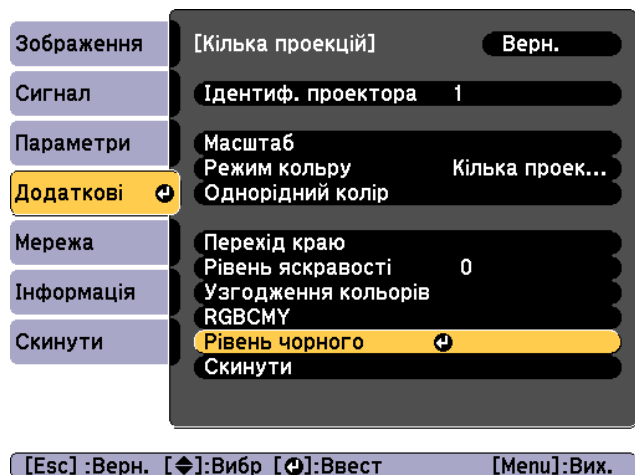 Зображення
Сигнал
Параметри
Додаткові
Мережа
Інформація
Скинути
[Кілька проекцій] Верн.
Ідентиф. проектора 1
Масштаб
Режим кольру Кілька проек...
Однорідний колір
Перехід краю
Рівень яскравості 0
Узгодження кольорів
RGBCMY
Рівень чорного
Скинути
[Esc] :Верн. [◆]:Вибр [⏎]:Ввест [Menu]:Вих.